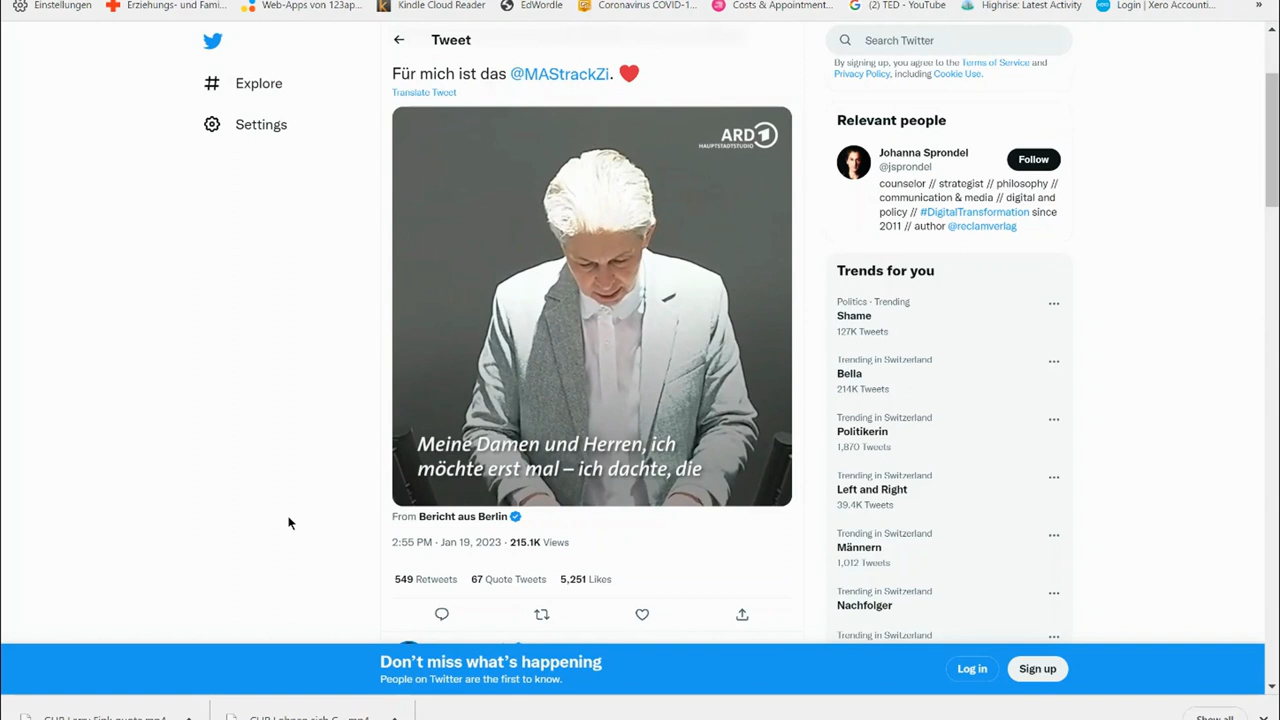 Einstellungen
Erziehungs- und Fami...
Web-Apps von 123ap...
Kindle Cloud Reader
EdWordle
Coronavirus COVID-1...
Costs & Appointment...
(2) TED - YouTube
Highrise: Latest Activity
Login | Xero Accounti...
»
Explore
Settings
Tweet
Für mich ist das @MAStrackZi. ❤️
Translate Tweet
ARD 1
HAUPTSTADTSTUDIO
Meine Damen und Herren, ich
möchte erst mal – ich dachte, die
From Bericht aus Berlin
2:55 PM · Jan 19, 2023 · 215.1K Views
549 Retweets 67 Quote Tweets 5,251 Likes
Search Twitter
By signing up, you agree to the Terms of Service and
Privacy Policy, including Cookie Use.
Relevant people
Johanna Sprondel
@jsprondel
Follow
counselor // strategist // philosophy //
communication & media // digital and
policy // #DigitalTransformation since
2011 // author @reclamverlag
Trends for you
Politics · Trending
Shame
127K Tweets
Trending in Switzerland
Bella
214K Tweets
Trending in Switzerland
Politikerin
1,870 Tweets
Trending in Switzerland
Left and Right
39.4K Tweets
Trending in Switzerland
Männern
1,012 Tweets
Trending in Switzerland
Nachfolger
Trending in Switzerland
Don't miss what's happening
People on Twitter are the first to know.
Log in
Sign up
Show all